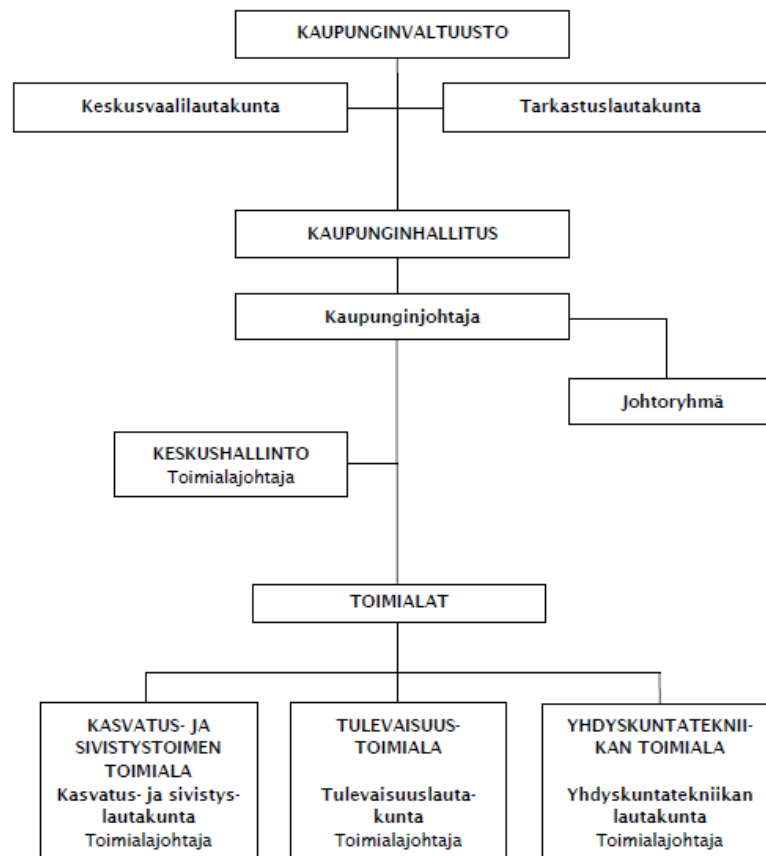 KAUPUNGINVALTUUSTO
Keskusvaalilautakunta
Tarkastuslautakunta
KAUPUNGINHALLITUS
Kaupunginjohtaja
Johtoryhmä
KESKUSHALLINTO
Toimialajohtaja
TOIMIALAT
KASVATUS- JA
SIVISTYSTOIMEN
TOIMIALA
Kasvatus- ja sivistys-
lautakunta
Toimialajohtaja
TULEVAISUUS-
TOIMIALA
Tulevaisuuslauta-
kunta
Toimialajohtaja
YHDYSKUNTATEKNII-
KAN TOIMIALA
Yhdyskuntatekniikan
lautakunta
Toimialajohtaja